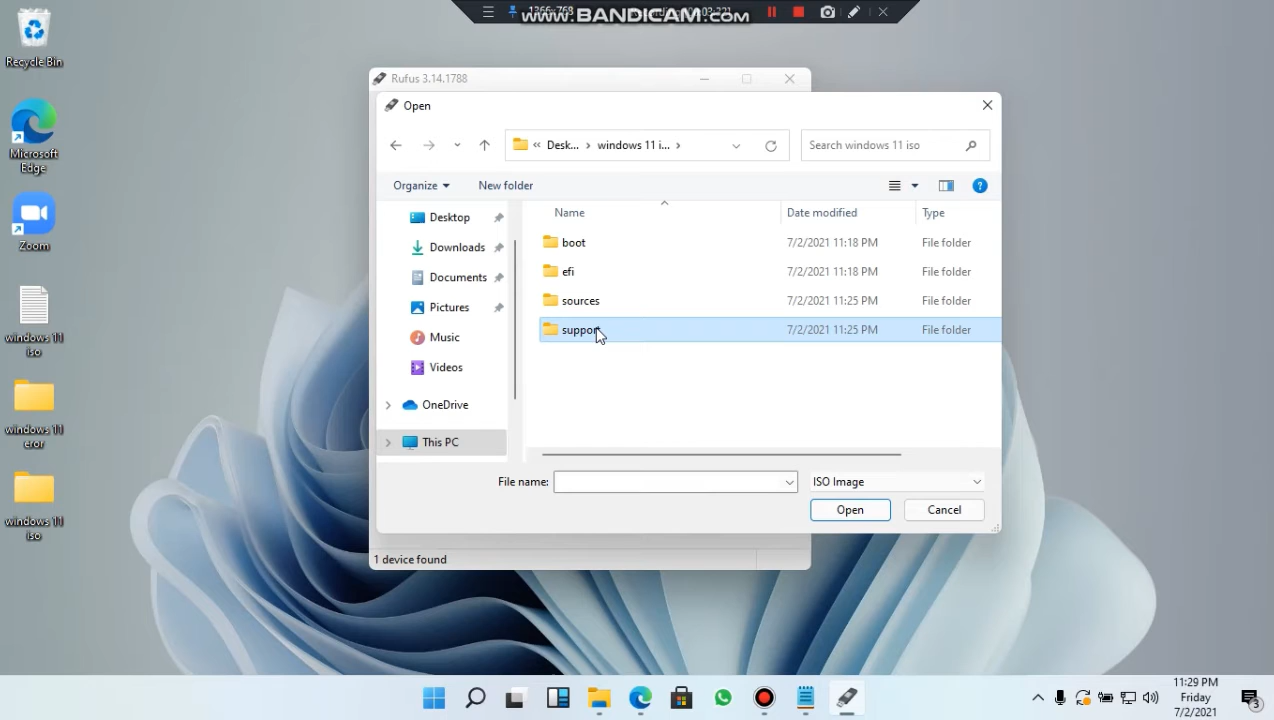 www.BANDICAM.com
Recycle Bin
Microsoft
Edge
Zoom
windows 11
iso
windows 11
eror
windows 11
iso
Rufus 3.14.1788
Open
« Desk... › windows 11 i... ›
Search windows 11 iso
Organize
New folder
Name
Date modified
Type
Desktop
Downloads
Documents
Pictures
Music
Videos
OneDrive
This PC
boot
7/2/2021 11:18 PM
File folder
efi
7/2/2021 11:18 PM
File folder
sources
7/2/2021 11:25 PM
File folder
support
7/2/2021 11:25 PM
File folder
File name:
ISO Image
Open
Cancel
1 device found
11:29 PM
Friday
7/2/2021
3